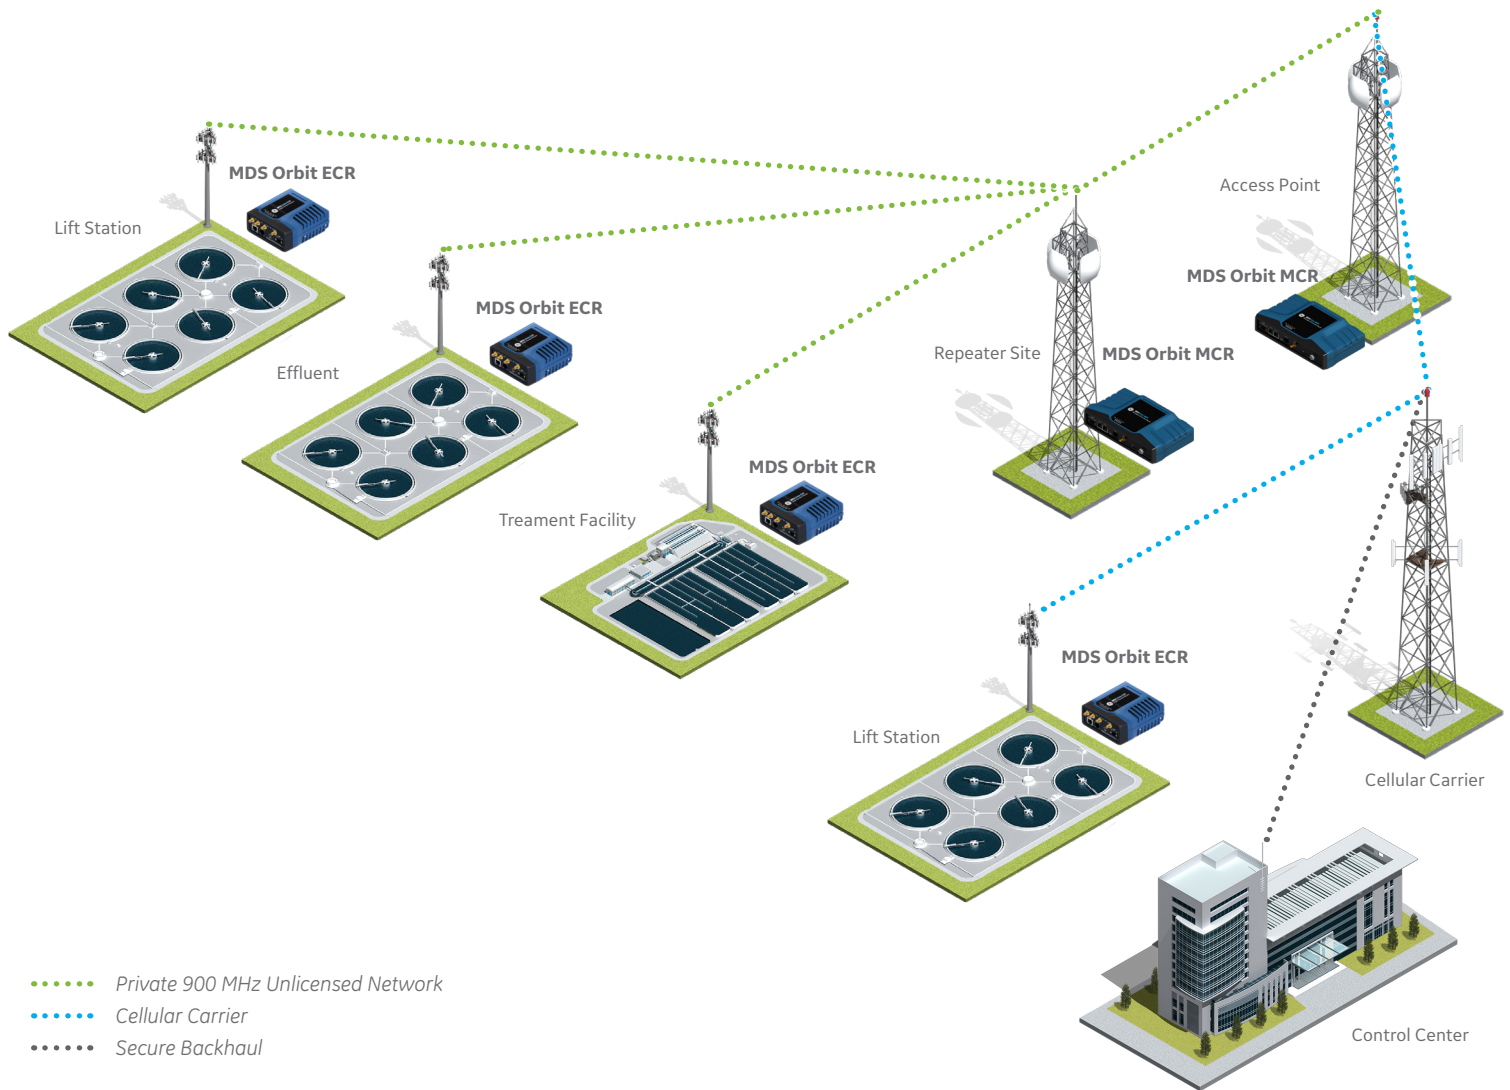 MDS Orbit ECR
Lift Station
Access Point
MDS Orbit MCR
MDS Orbit ECR
Effluent
Repeater Site
MDS Orbit MCR
MDS Orbit ECR
Treament Facility
MDS Orbit ECR
Lift Station
Cellular Carrier
Control Center
Private 900 MHz Unlicensed Network
Cellular Carrier
Secure Backhaul